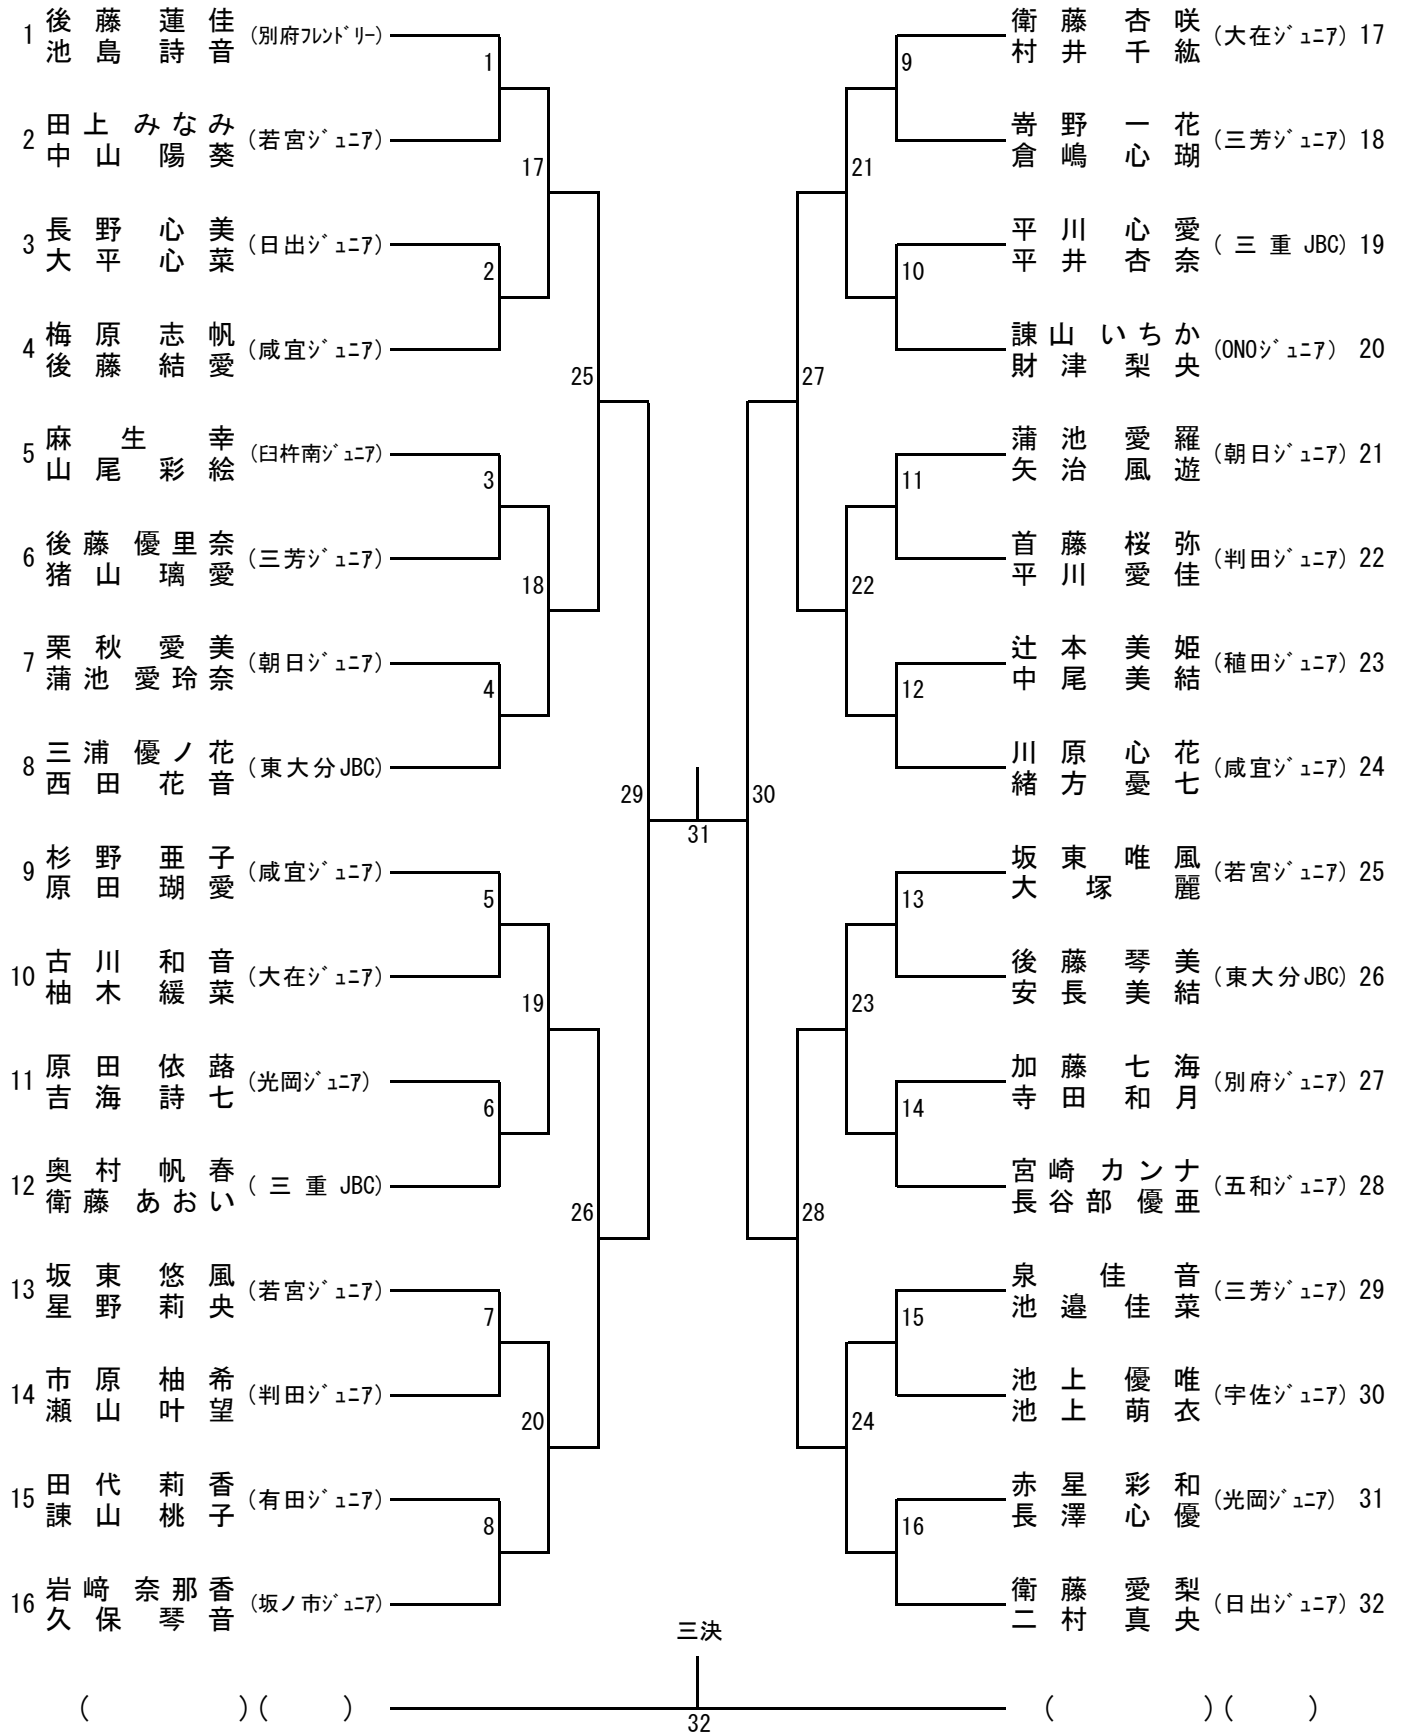 1 後藤 蓮佳 (別府フレンドリー)
池島 詩音
1
2 田上 みなみ (若宮ジュニア)
中山 陽葵
17
3 長野 心美 (日出ジュニア)
大平 心菜
2
4 梅原 志帆 (咸宜ジュニア)
後藤 結愛
25
5 麻生 幸 (臼杵南ジュニア)
山尾 彩絵
3
6 後藤 優里奈 (三芳ジュニア)
猪山 璃愛
18
7 栗秋 愛美 (朝日ジュニア)
蒲池 愛玲奈
4
8 三浦 優ノ花 (東大分JBC)
西田 花音
29
9 杉野 亜子 (咸宜ジュニア)
原田 瑚愛
5
10 古川 和音 (大在ジュニア)
柚木 緩菜
19
11 原田 依蕗 (光岡ジュニア)
吉海 詩七
6
12 奥村 帆春 (三重JBC)
衛藤 あおい
26
13 坂東 悠風 (若宮ジュニア)
星野 莉央
7
14 市原 柚希 (判田ジュニア)
瀬山 叶望
20
15 田代 莉香 (有田ジュニア)
諌山 桃子
8
16 岩﨑 奈那香 (坂ノ市ジュニア)
久保 琴音
31
衛藤 杏咲 (大在ジュニア) 17
村井 千紘
9
嵜野 一花 (三芳ジュニア) 18
倉嶋 心瑚
21
平川 心愛 (三重JBC) 19
平井 杏奈
10
諌山 いちか (ONOジュニア) 20
財津 梨央
27
蒲池 愛羅 (朝日ジュニア) 21
矢治 風遊
11
首藤 桜弥 (判田ジュニア) 22
平川 愛佳
22
辻本 美姫 (稙田ジュニア) 23
中尾 美結
12
川原 心花 (咸宜ジュニア) 24
緒方 憂七
30
坂東 唯風 (若宮ジュニア) 25
大塚 麗
13
後藤 琴美 (東大分JBC) 26
安長 美結
23
加藤 七海 (別府ジュニア) 27
寺田 和月
14
宮崎 カンナ (五和ジュニア) 28
長谷部 優亜
28
泉 佳音 (三芳ジュニア) 29
池邉 佳菜
15
池上 優唯 (宇佐ジュニア) 30
池上 萌衣
24
赤星 彩和 (光岡ジュニア) 31
長澤 心優
16
衛藤 愛梨 (日出ジュニア) 32
二村 真央
三決
( )( ) ( )( )
32